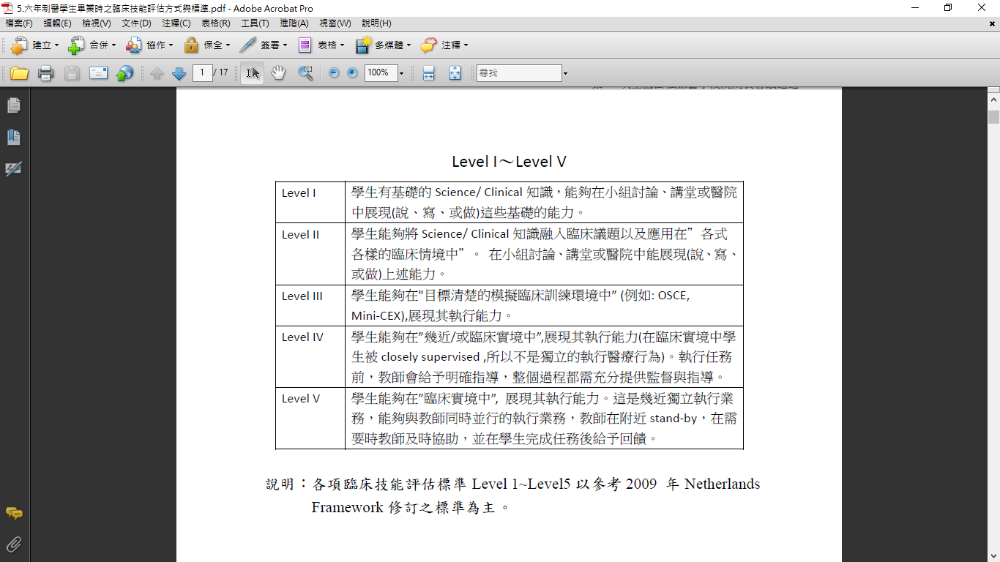 5.六年制醫學生畢業時之臨床技能評估方式與標準.pdf - Adobe Acrobat Pro
檔案(F) 編輯(E) 檢視(V) 文件(D) 注釋(C) 表格(R) 工具(T) 進階(A) 視窗(W) 說明(H)
建立 合併 協作 保全 簽署 表格 多媒體 注釋
1 / 17 100% 尋找
Level I～Level V
Level I
學生有基礎的 Science/ Clinical 知識，能夠在小組討論、講堂或醫院
中展現(說、寫、或做)這些基礎的能力。
Level II
學生能夠將 Science/ Clinical 知識融入臨床議題以及應用在” 各式
各樣的臨床情境中” 。 在小組討論、講堂或醫院中能展現(說、寫、
或做)上述能力。
Level III
學生能夠在"目標清楚的模擬臨床訓練環境中” (例如: OSCE,
Mini-CEX),展現其執行能力。
Level IV
學生能夠在”幾近/或臨床實境中”,展現其執行能力(在臨床實境中學
生被 closely supervised ,所以不是獨立的執行醫療行為)。執行任務
前，教師會給予明確指導，整個過程都需充分提供監督與指導。
Level V
學生能夠在”臨床實境中”, 展現其執行能力。這是幾近獨立執行業
務，能夠與教師同時並行的執行業務，教師在附近 stand-by，在需
要時教師及時協助，並在學生完成任務後給予回饋。
說明：各項臨床技能評估標準 Level 1~Level5 以參考 2009 年 Netherlands
Framework 修訂之標準為主。